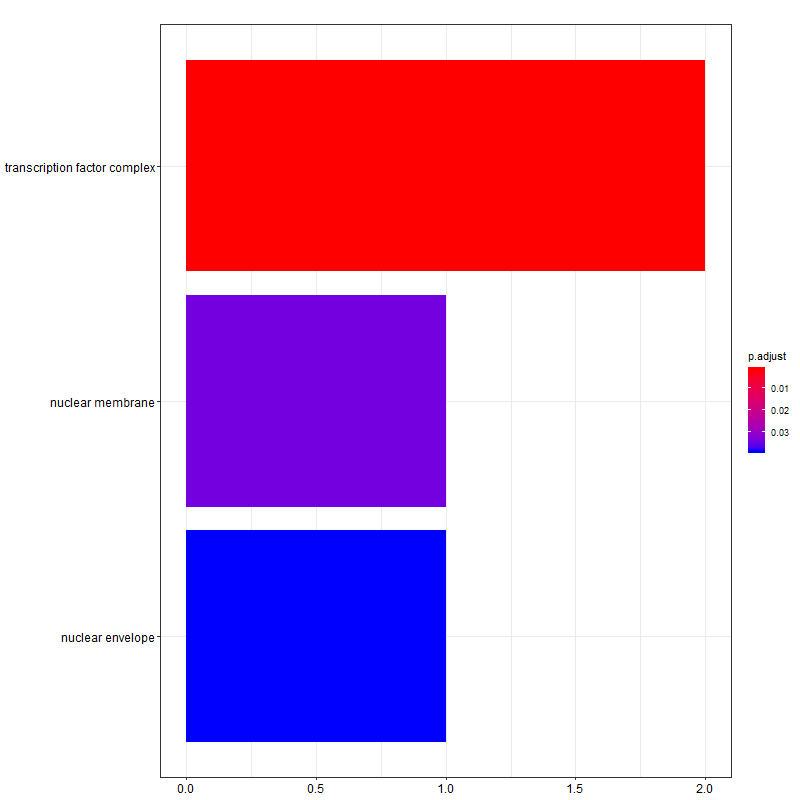 transcription factor complex
nuclear membrane
nuclear envelope
0.0 0.5 1.0 1.5 2.0
p.adjust
0.01
0.02
0.03